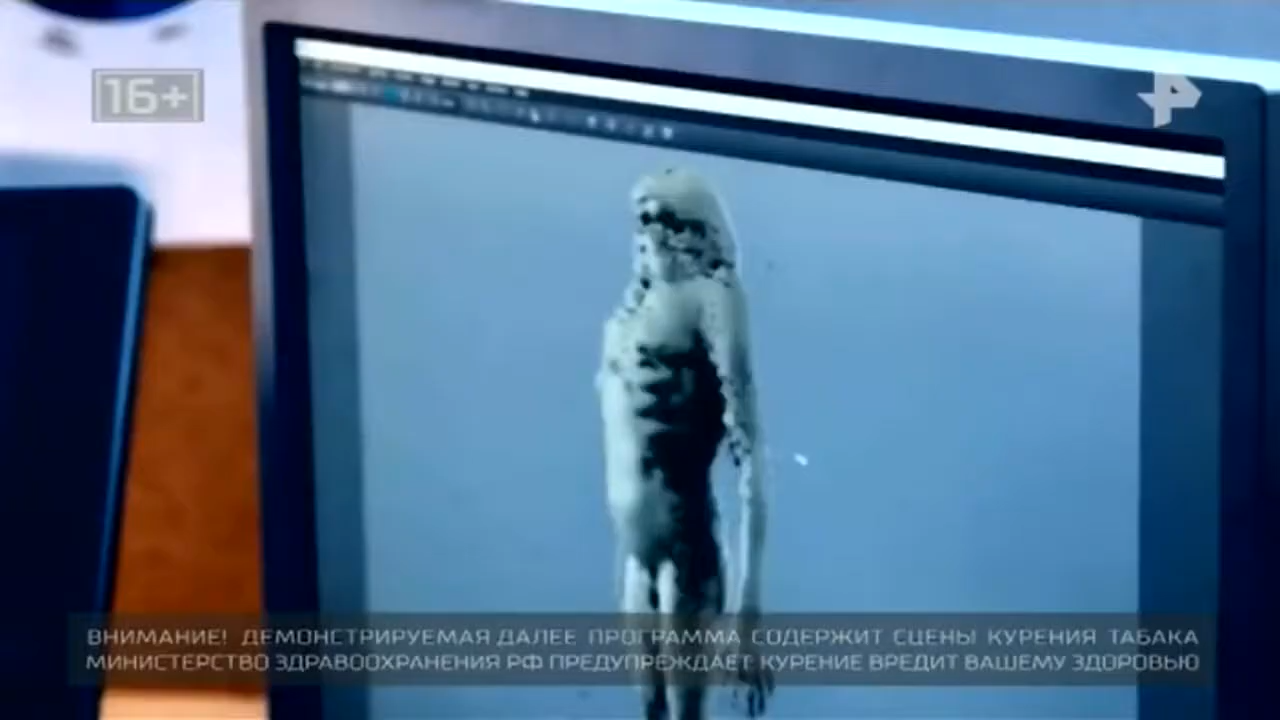 16+
ВНИМАНИЕ! ДЕМОНСТРИРУЕМАЯ ДАЛЕЕ ПРОГРАММА СОДЕРЖИТ СЦЕНЫ КУРЕНИЯ ТАБАКА
МИНИСТЕРСТВО ЗДРАВООХРАНЕНИЯ РФ ПРЕДУПРЕЖДАЕТ: КУРЕНИЕ ВРЕДИТ ВАШЕМУ ЗДОРОВЬЮ